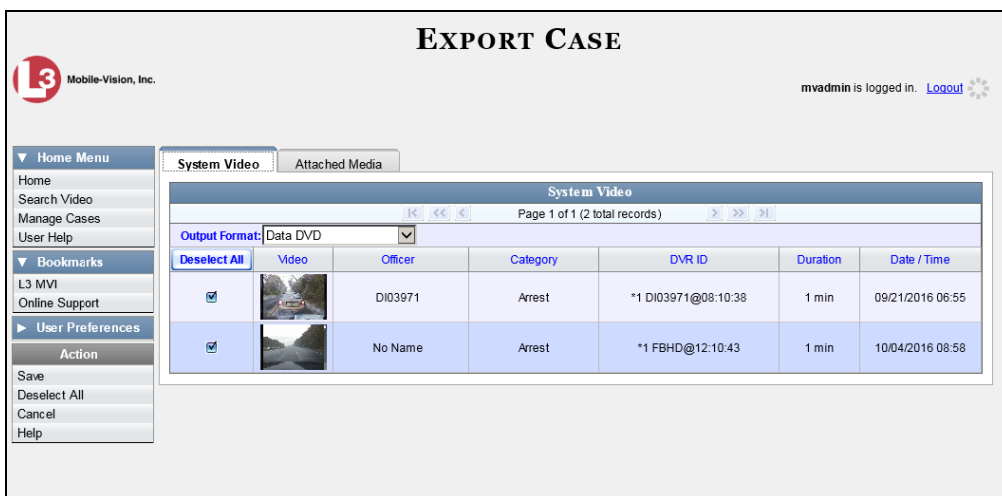 EXPORT CASE
L3 Mobile-Vision, Inc.
mvadmin is logged in. Logout
▼ Home Menu
Home
Search Video
Manage Cases
User Help
▼ Bookmarks
L3 MVI
Online Support
► User Preferences
Action
Save
Deselect All
Cancel
Help
System Video Attached Media
System Video
|< << < Page 1 of 1 (2 total records) > >> >|
Output Format: Data DVD
Deselect All Video Officer Category DVR ID Duration Date / Time
DI03971 Arrest *1 DI03971@08:10:38 1 min 09/21/2016 06:55
No Name Arrest *1 FBHD@12:10:43 1 min 10/04/2016 08:58